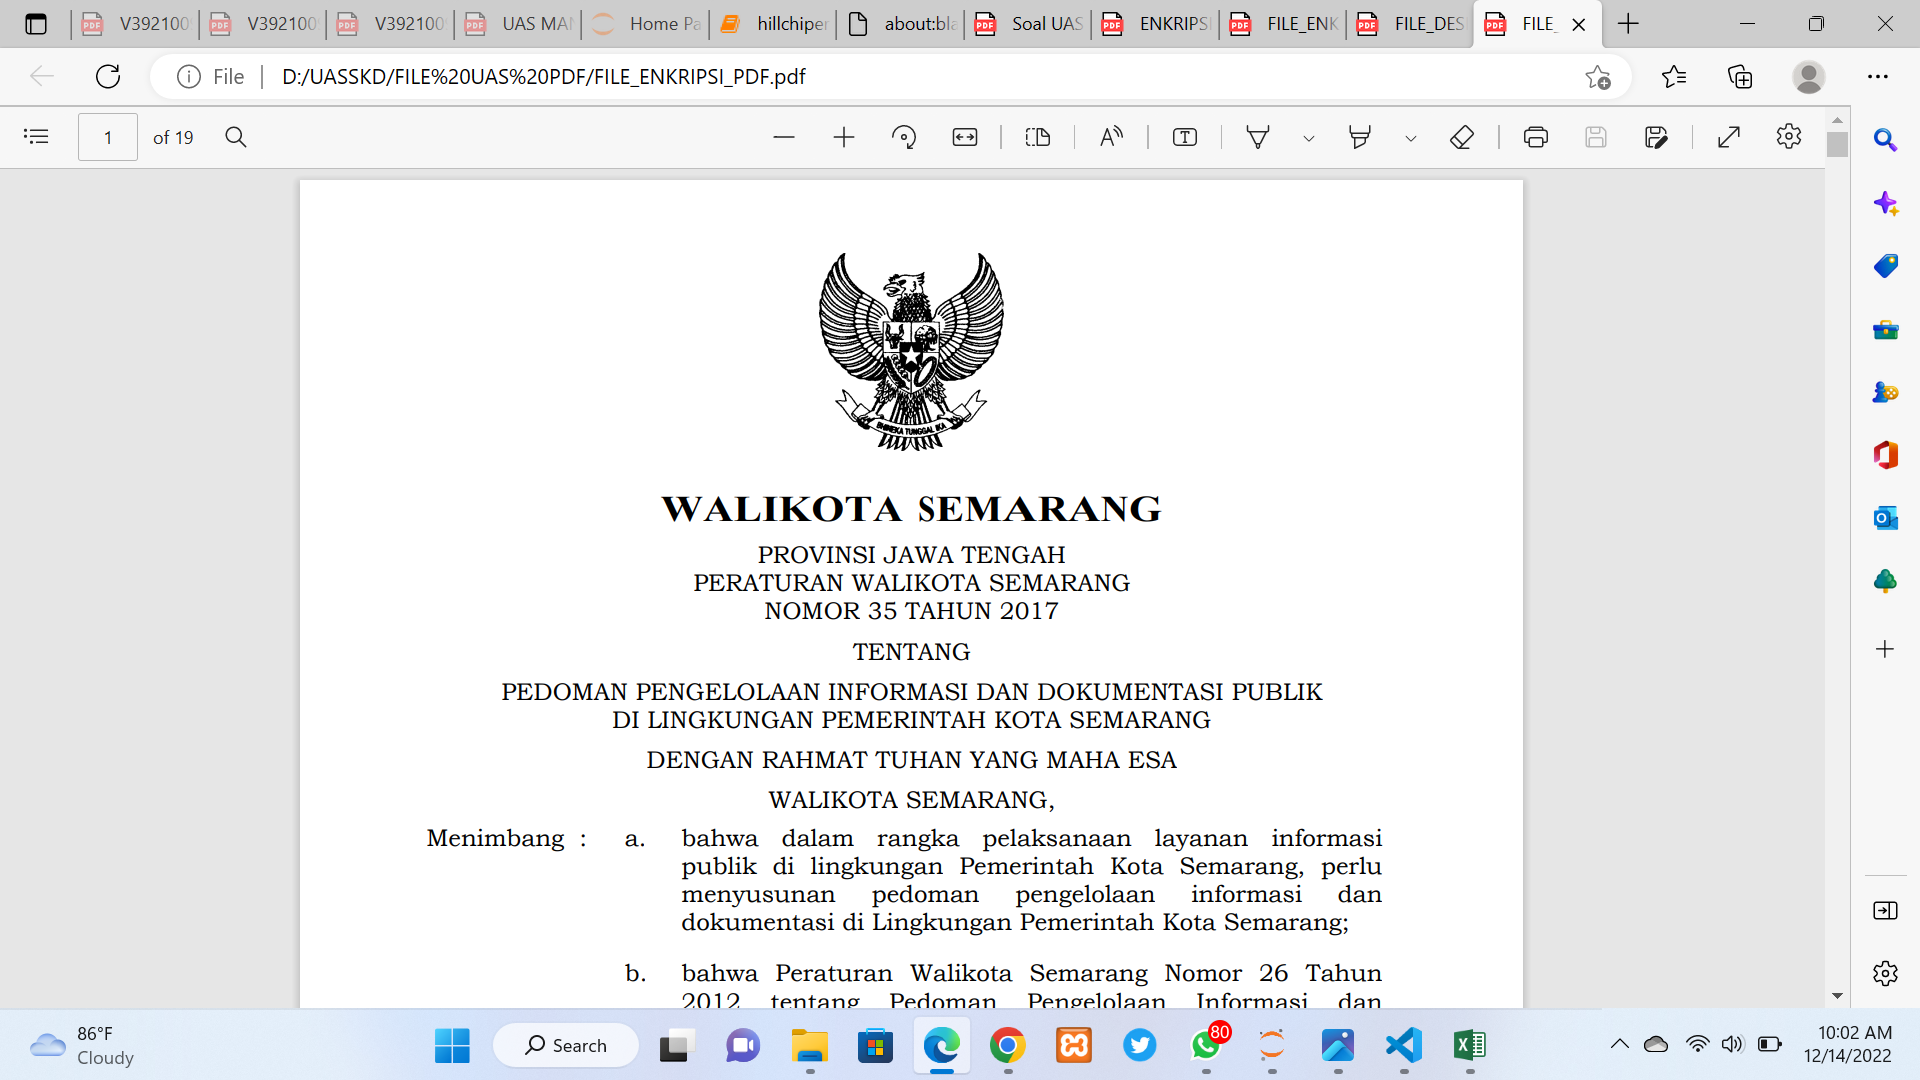 V392100
V392100
V392100
UAS MAN
Home Pa
hillchiper
about:bla
Soal UAS
ENKRIPSI
FILE_ENK
FILE_DES
FILE_
File
D:/UASSKD/FILE%20UAS%20PDF/FILE_ENKRIPSI_PDF.pdf
1 of 19
BHINEKA TUNGGAL IKA
WALIKOTA SEMARANG
PROVINSI JAWA TENGAH
PERATURAN WALIKOTA SEMARANG
NOMOR 35 TAHUN 2017
TENTANG
PEDOMAN PENGELOLAAN INFORMASI DAN DOKUMENTASI PUBLIK
DI LINGKUNGAN PEMERINTAH KOTA SEMARANG
DENGAN RAHMAT TUHAN YANG MAHA ESA
WALIKOTA SEMARANG,
Menimbang : a. bahwa dalam rangka pelaksanaan layanan informasi
publik di lingkungan Pemerintah Kota Semarang, perlu
menyusunan pedoman pengelolaan informasi dan
dokumentasi di Lingkungan Pemerintah Kota Semarang;
b. bahwa Peraturan Walikota Semarang Nomor 26 Tahun
2012 tentang Pedoman Pengelolaan Informasi dan
86°F
Cloudy
Search
80
10:02 AM
12/14/2022